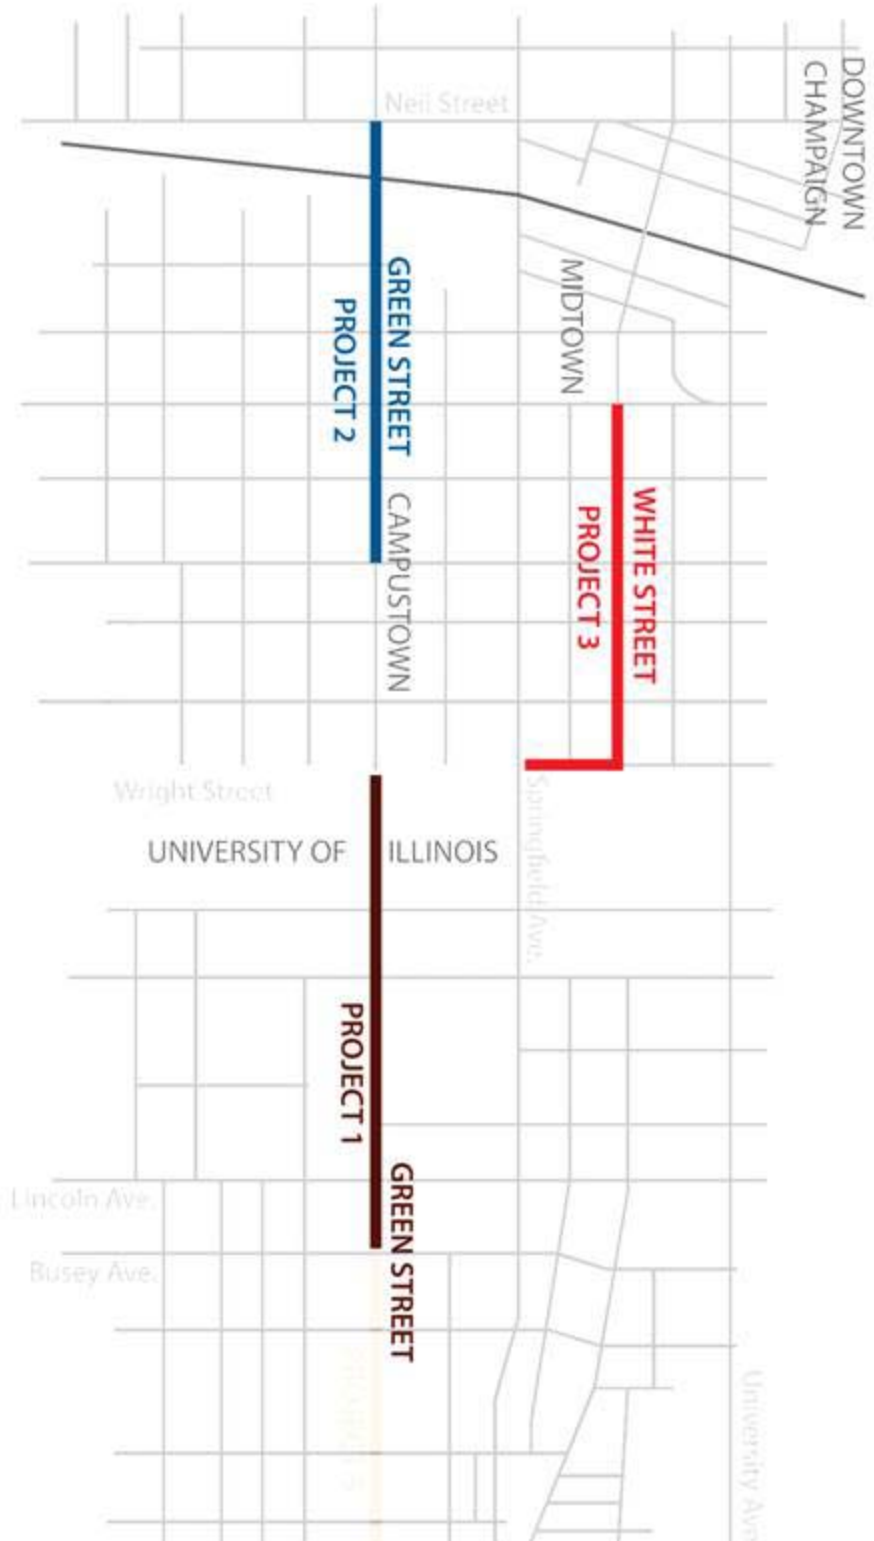 DOWNTOWN
CHAMPAIGN
Neil Street
MIDTOWN
GREEN STREET
PROJECT 2
CAMPUSTOWN
WHITE STREET
PROJECT 3
Wright Street
Springfield Ave.
UNIVERSITY OF ILLINOIS
PROJECT 1
GREEN STREET
Lincoln Ave.
Busey Ave.
University Ave